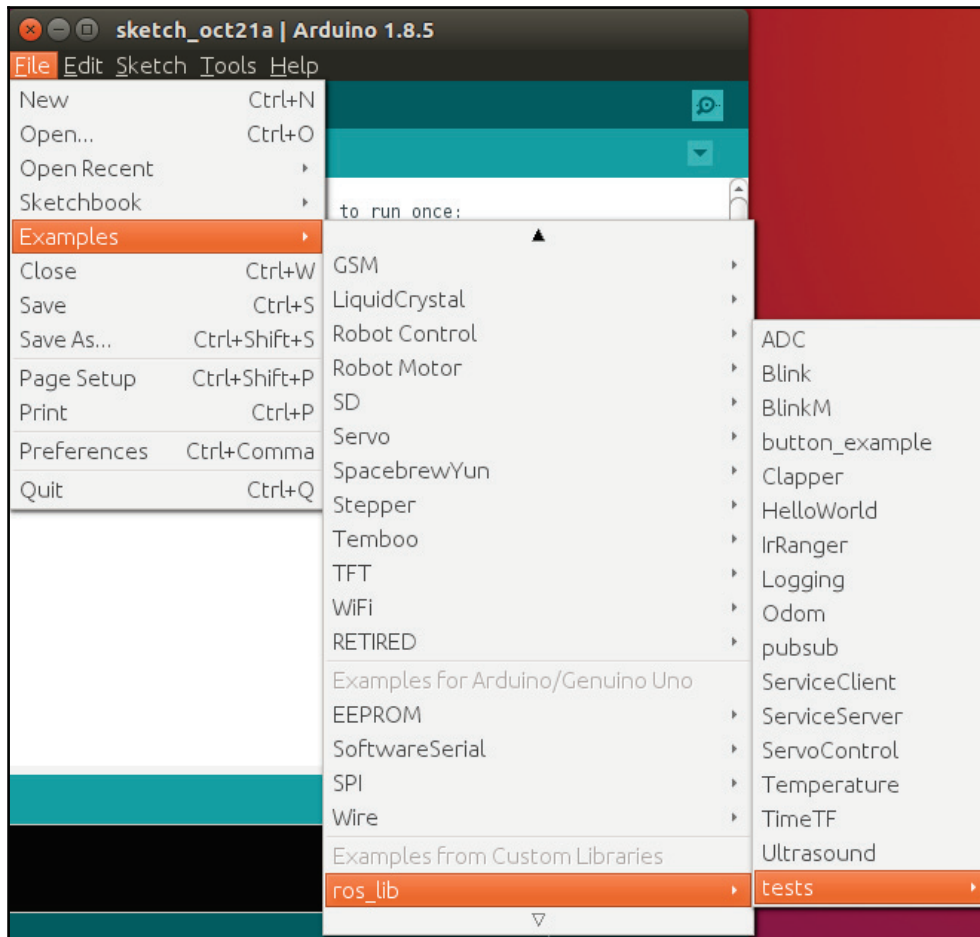 sketch_oct21a | Arduino 1.8.5
File Edit Sketch Tools Help
New Ctrl+N
Open... Ctrl+O
Open Recent
Sketchbook
Examples
Close Ctrl+W
Save Ctrl+S
Save As... Ctrl+Shift+S
Page Setup Ctrl+Shift+P
Print Ctrl+P
Preferences Ctrl+Comma
Quit Ctrl+Q
to run once:
GSM
LiquidCrystal
Robot Control
Robot Motor
SD
Servo
SpacebrewYun
Stepper
Temboo
TFT
WiFi
RETIRED
Examples for Arduino/Genuino Uno
EEPROM
SoftwareSerial
SPI
Wire
Examples from Custom Libraries
ros_lib
ADC
Blink
BlinkM
button_example
Clapper
HelloWorld
IrRanger
Logging
Odom
pubsub
ServiceClient
ServiceServer
ServoControl
Temperature
TimeTF
Ultrasound
tests